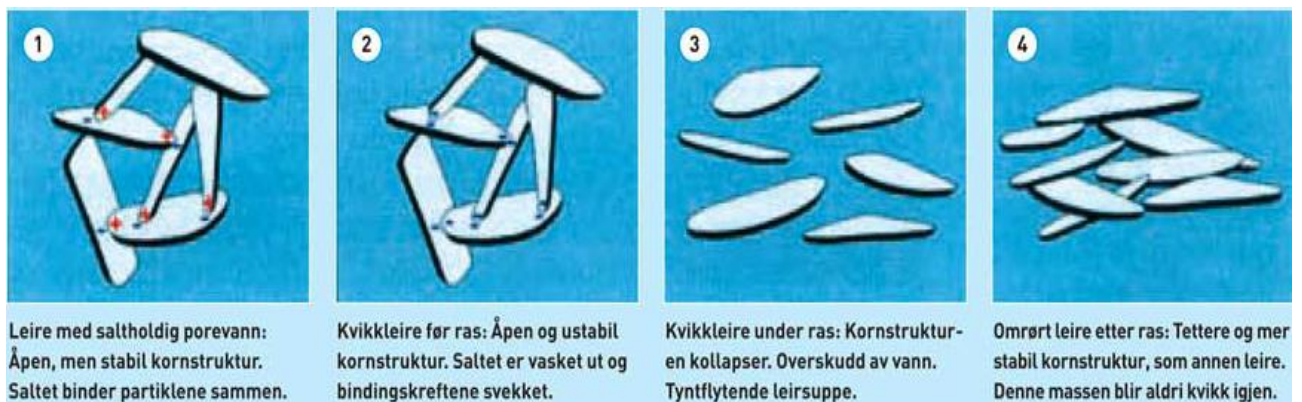 1
Leire med saltholdig porevann:
Åpen, men stabil kornstruktur.
Saltet binder partiklene sammen.
2
Kvikkleire før ras: Åpen og ustabil
kornstruktur. Saltet er vasket ut og
bindingskreftene svekket.
3
Kvikkleire under ras: Kornstruktur-
en kollapser. Overskudd av vann.
Tyntflytende leirsuppe.
4
Omrørt leire etter ras: Tettere og mer
stabil kornstruktur, som annen leire.
Denne massen blir aldri kvikk igjen.